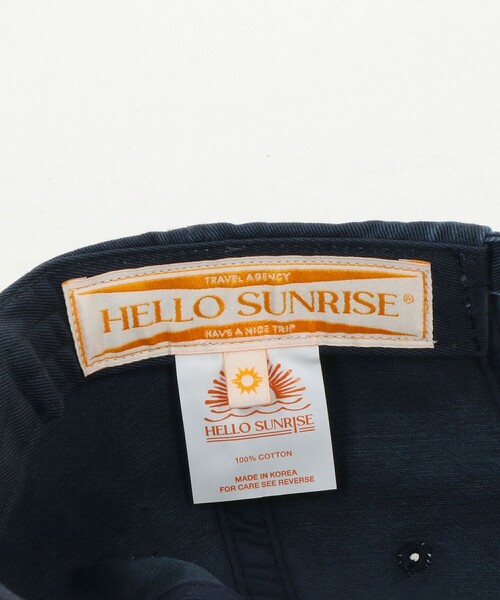 TRAVEL AGENCY
HELLO SUNRISE®
HAVE A NICE TRIP
HELLO SUNRISE
100% COTTON
MADE IN KOREA
FOR CARE SEE REVERSE